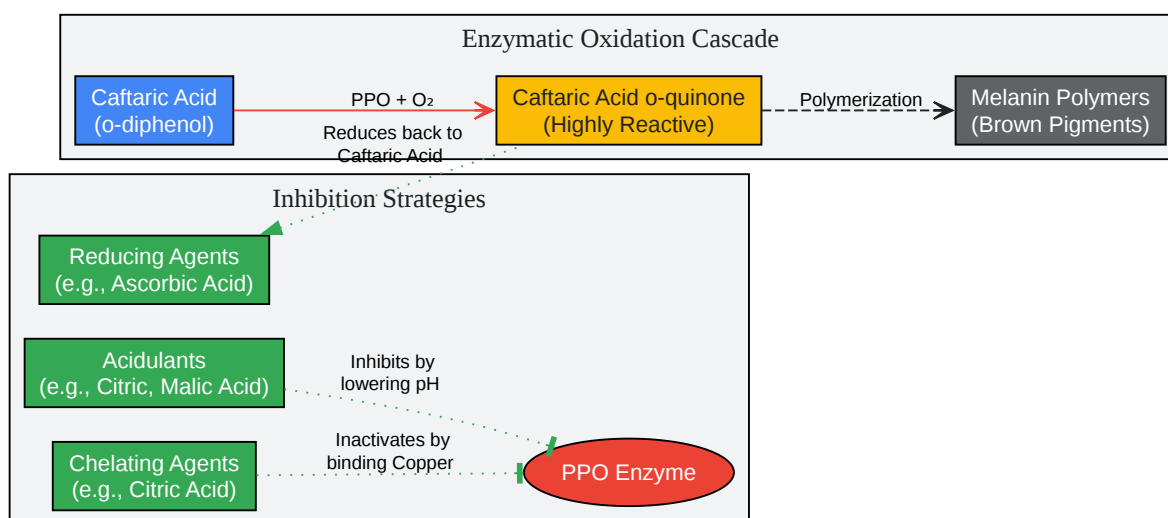 Enzymatic Oxidation Cascade
Caftaric Acid
(o-diphenol)
PPO + O₂
Caftaric Acid o-quinone
(Highly Reactive)
Polymerization
Melanin Polymers
(Brown Pigments)
Reduces back to
Caftaric Acid
Inhibition Strategies
Reducing Agents
(e.g., Ascorbic Acid)
Acidulants
(e.g., Citric, Malic Acid)
Inhibits by
lowering pH
Chelating Agents
(e.g., Citric Acid)
Inactivates by
binding Copper
PPO Enzyme